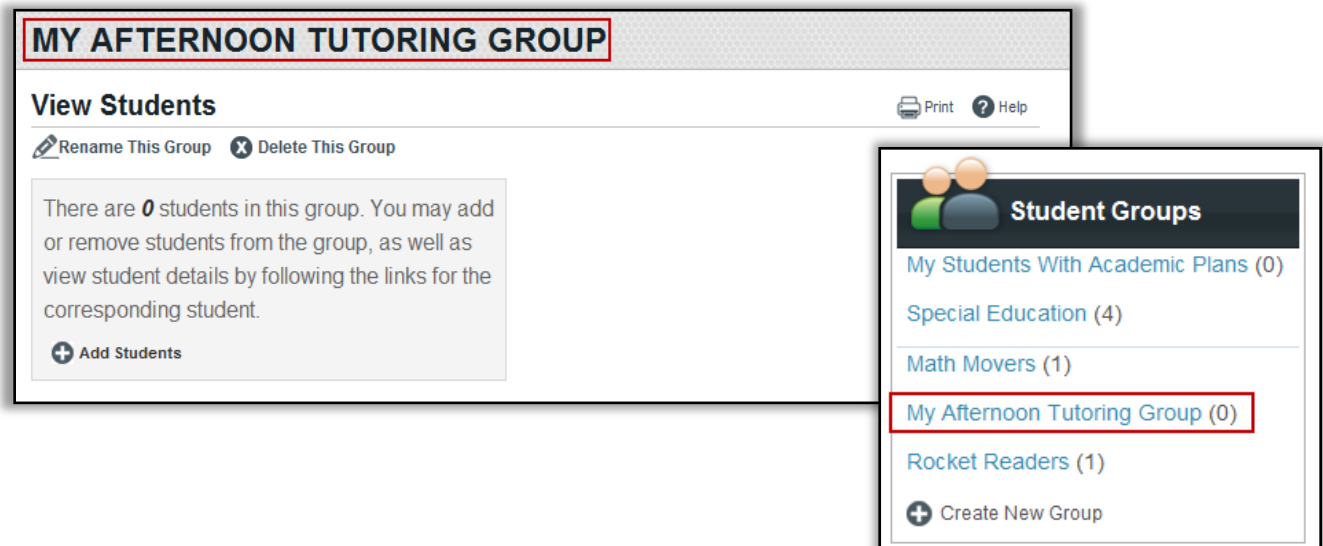 MY AFTERNOON TUTORING GROUP
View Students
Print Help
Rename This Group Delete This Group
There are 0 students in this group. You may add
or remove students from the group, as well as
view student details by following the links for the
corresponding student.
Add Students
Student Groups
My Students With Academic Plans (0)
Special Education (4)
Math Movers (1)
My Afternoon Tutoring Group (0)
Rocket Readers (1)
Create New Group